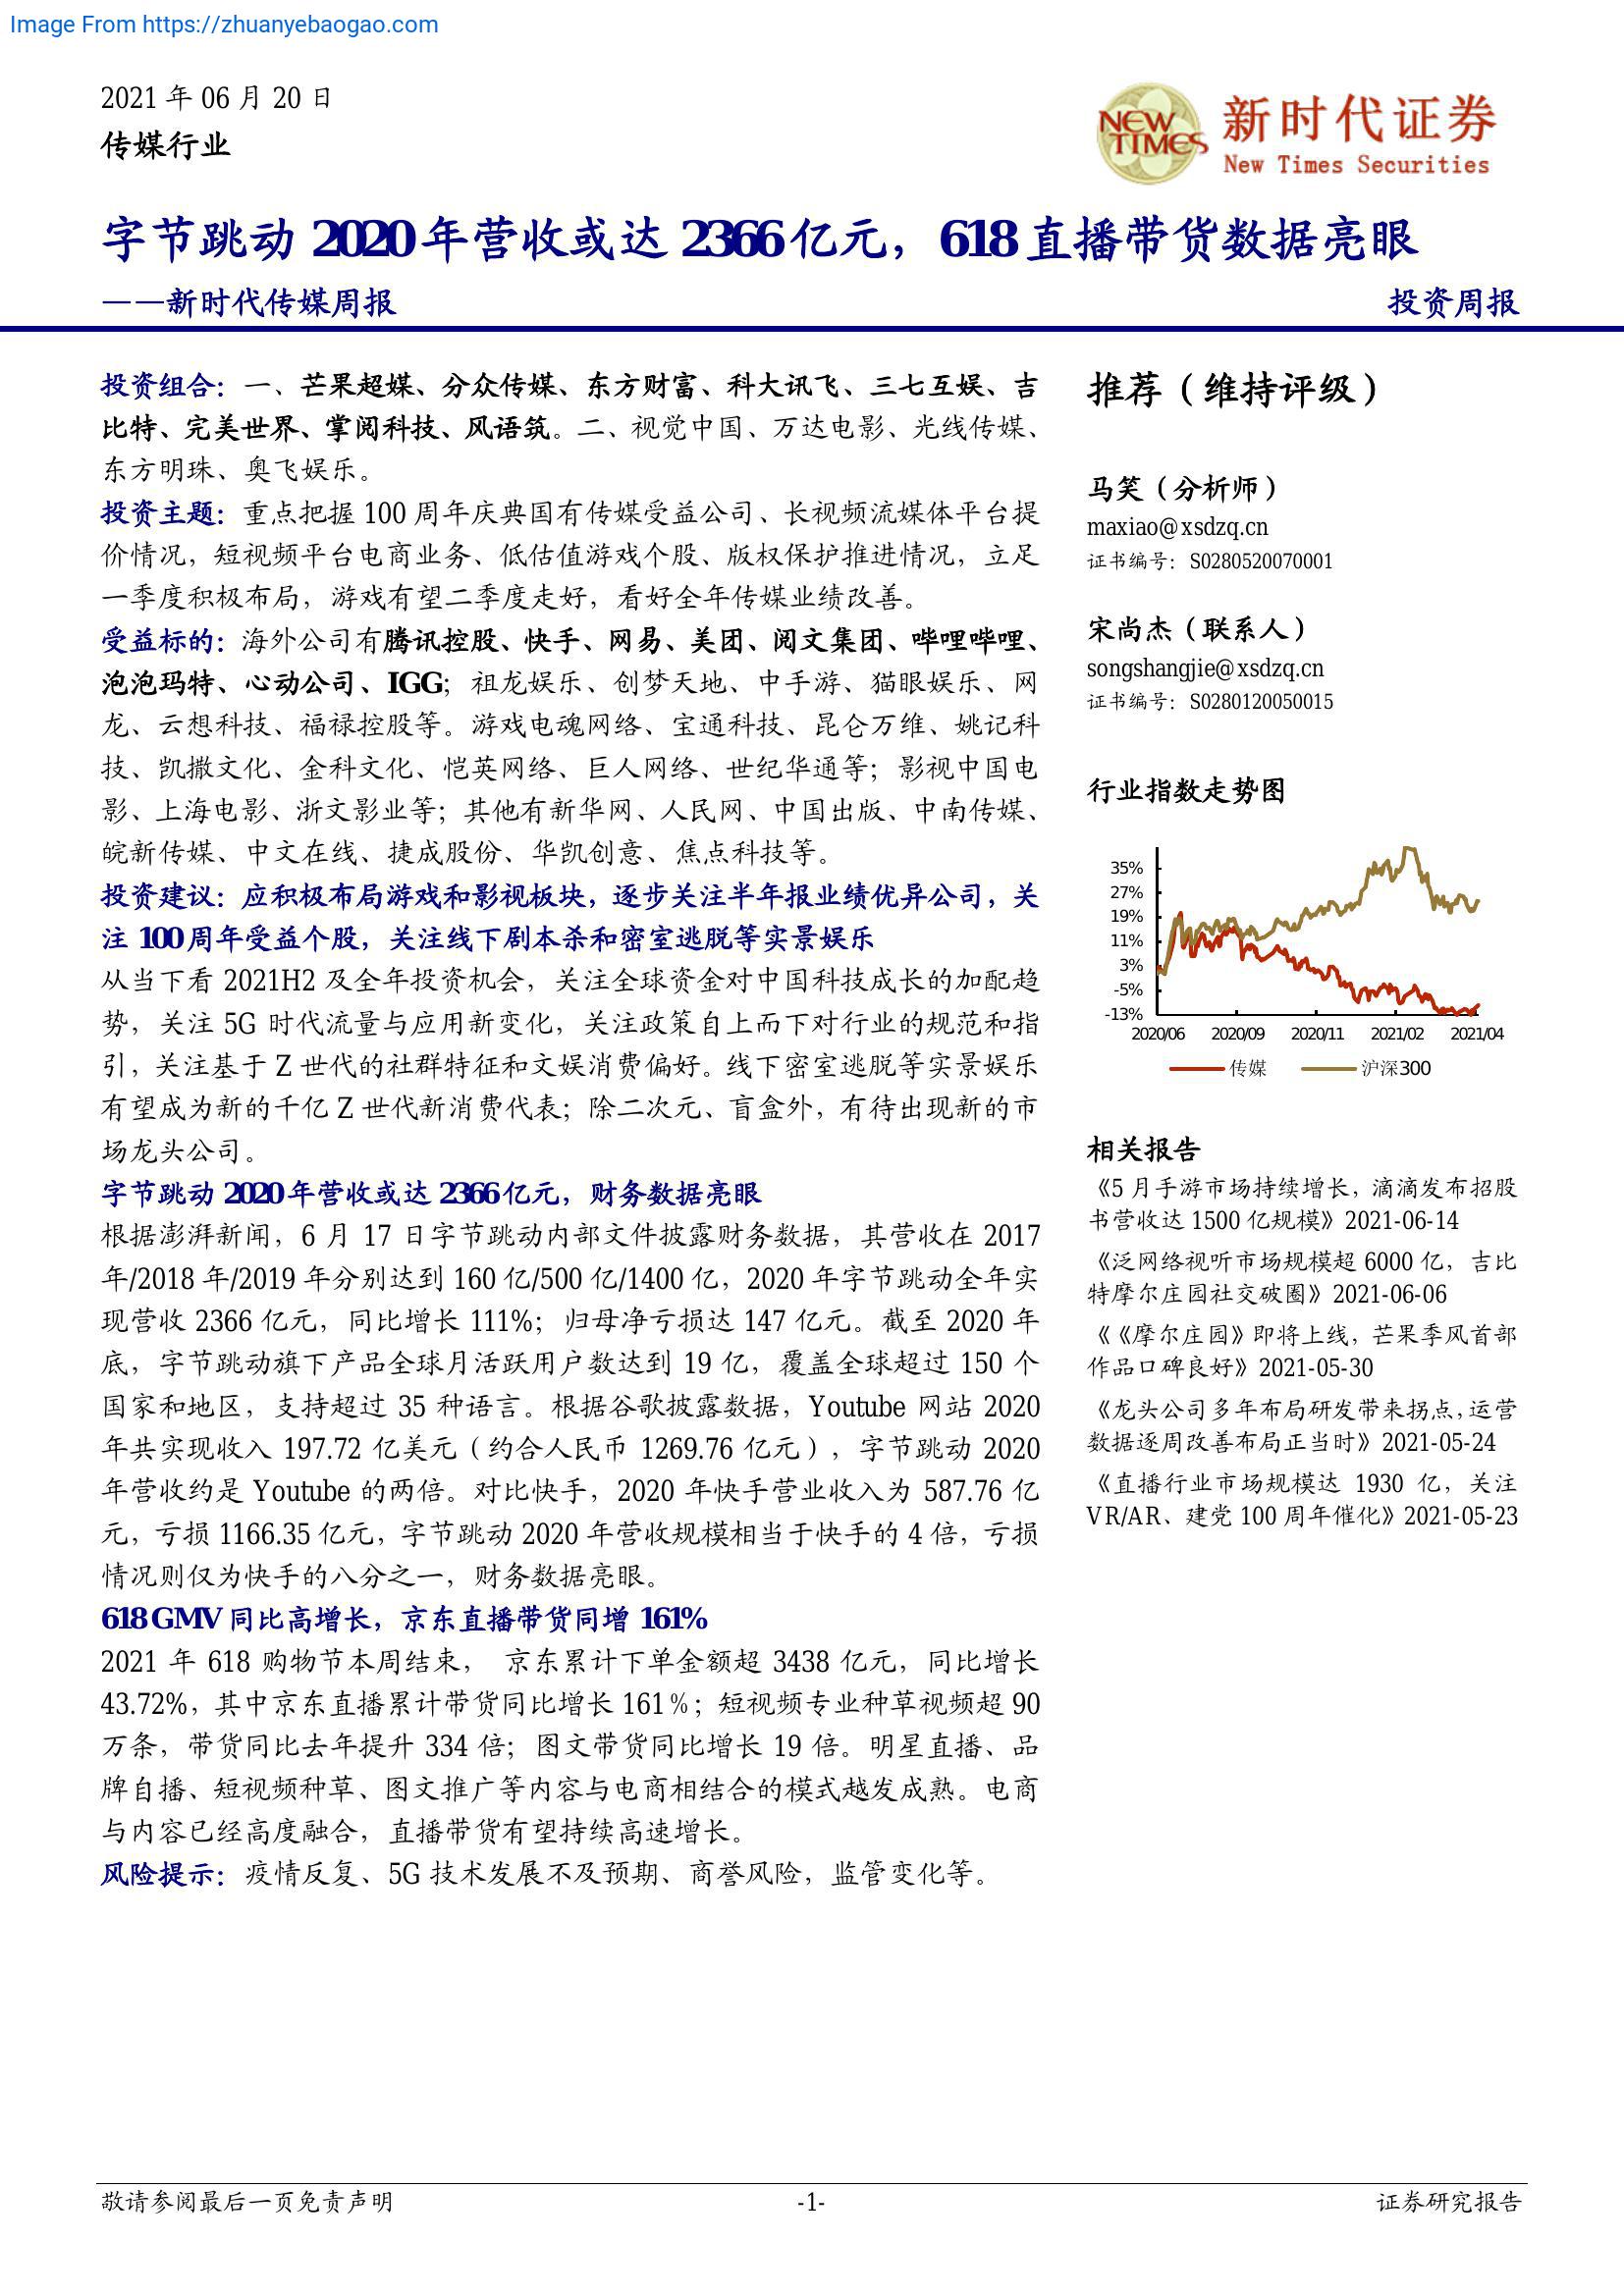 Image From https://zhuanyebaogao.com
2021 年 06 月 20 日
传媒行业
NEW TIMES
新时代证券
New Times Securities
字节跳动 2020 年营收或达 2366 亿元，618 直播带货数据亮眼
——新时代传媒周报
投资周报
投资组合：一、芒果超媒、分众传媒、东方财富、科大讯飞、三七互娱、吉
比特、完美世界、掌阅科技、风语筑。二、视觉中国、万达电影、光线传媒、
东方明珠、奥飞娱乐。
投资主题：重点把握 100 周年庆典国有传媒受益公司、长视频流媒体平台提
价情况，短视频平台电商业务、低估值游戏个股、版权保护推进情况，立足
一季度积极布局，游戏有望二季度走好，看好全年传媒业绩改善。
受益标的：海外公司有腾讯控股、快手、网易、美团、阅文集团、哔哩哔哩、
泡泡玛特、心动公司、IGG；祖龙娱乐、创梦天地、中手游、猫眼娱乐、网
龙、云想科技、福禄控股等。游戏电魂网络、宝通科技、昆仑万维、姚记科
技、凯撒文化、金科文化、恺英网络、巨人网络、世纪华通等；影视中国电
影、上海电影、浙文影业等；其他有新华网、人民网、中国出版、中南传媒、
皖新传媒、中文在线、捷成股份、华凯创意、焦点科技等。
投资建议：应积极布局游戏和影视板块，逐步关注半年报业绩优异公司，关
注 100 周年受益个股，关注线下剧本杀和密室逃脱等实景娱乐
从当下看 2021H2 及全年投资机会，关注全球资金对中国科技成长的加配趋
势，关注 5G 时代流量与应用新变化，关注政策自上而下对行业的规范和指
引，关注基于 Z 世代的社群特征和文娱消费偏好。线下密室逃脱等实景娱乐
有望成为新的千亿 Z 世代新消费代表；除二次元、盲盒外，有待出现新的市
场龙头公司。
字节跳动 2020 年营收或达 2366 亿元，财务数据亮眼
根据澎湃新闻，6 月 17 日字节跳动内部文件披露财务数据，其营收在 2017
年/2018 年/2019 年分别达到 160 亿/500 亿/1400 亿，2020 年字节跳动全年实
现营收 2366 亿元，同比增长 111%；归母净亏损达 147 亿元。截至 2020 年
底，字节跳动旗下产品全球月活跃用户数达到 19 亿，覆盖全球超过 150 个
国家和地区，支持超过 35 种语言。根据谷歌披露数据，Youtube 网站 2020
年共实现收入 197.72 亿美元（约合人民币 1269.76 亿元），字节跳动 2020
年营收约是 Youtube 的两倍。对比快手，2020 年快手营业收入为 587.76 亿
元，亏损 1166.35 亿元，字节跳动 2020 年营收规模相当于快手的 4 倍，亏损
情况则仅为快手的八分之一，财务数据亮眼。
618 GMV 同比高增长，京东直播带货同增 161%
2021 年 618 购物节本周结束， 京东累计下单金额超 3438 亿元，同比增长
43.72%，其中京东直播累计带货同比增长 161%；短视频专业种草视频超 90
万条，带货同比去年提升 334 倍；图文带货同比增长 19 倍。明星直播、品
牌自播、短视频种草、图文推广等内容与电商相结合的模式越发成熟。电商
与内容已经高度融合，直播带货有望持续高速增长。
风险提示：疫情反复、5G 技术发展不及预期、商誉风险，监管变化等。
推荐（维持评级）
马笑（分析师）
maxiao@xsdzq.cn
证书编号：S0280520070001
宋尚杰（联系人）
songshangjie@xsdzq.cn
证书编号：S0280120050015
行业指数走势图
35%
27%
19%
11%
3%
-5%
-13%
2020/06 2020/09 2020/11 2021/02 2021/04
传媒 沪深300
相关报告
《5 月手游市场持续增长，滴滴发布招股
书营收达 1500 亿规模》2021-06-14
《泛网络视听市场规模超 6000 亿，吉比
特摩尔庄园社交破圈》2021-06-06
《《摩尔庄园》即将上线，芒果季风首部
作品口碑良好》2021-05-30
《龙头公司多年布局研发带来拐点，运营
数据逐周改善布局正当时》2021-05-24
《直播行业市场规模达 1930 亿，关注
VR/AR、建党 100 周年催化》2021-05-23
敬请参阅最后一页免责声明
-1-
证券研究报告